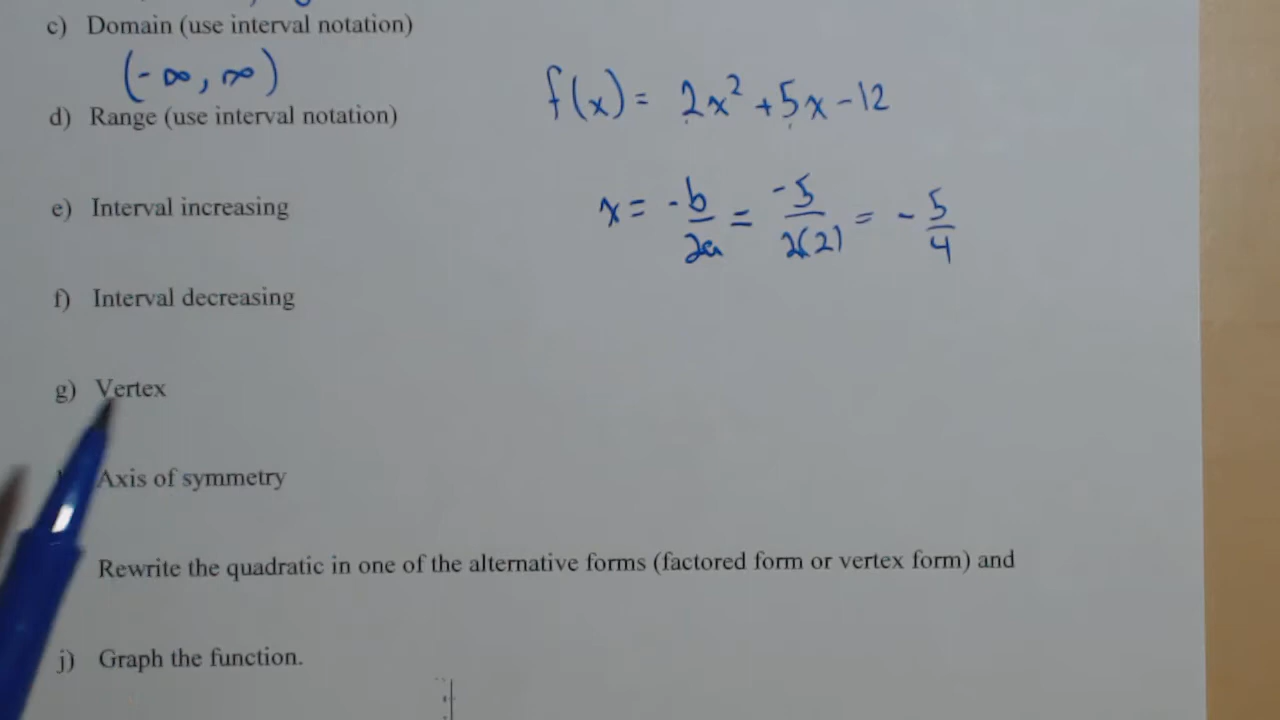 c) Domain (use interval notation)
(-∞, ∞)
f(x) = 2x² + 5x - 12
d) Range (use interval notation)
e) Interval increasing
x = -b/2a = -5/2(2) = - 5/4
f) Interval decreasing
g) Vertex
Axis of symmetry
Rewrite the quadratic in one of the alternative forms (factored form or vertex form) and
j) Graph the function.